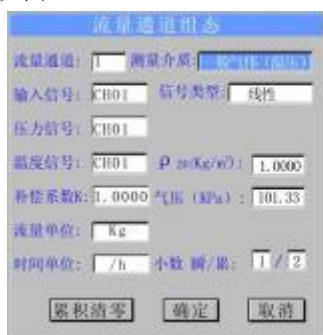 流量通道组态
流量通道: 1 测量介质: 一般气体(温压)
输入信号: CH01 信号类型: 线性
压力信号: CH01
温度信号: CH01 ρ 20(Kg/m³): 1.0000
补偿系数K: 1.0000 气压 (KPa): 101.33
流量单位: Kg
时间单位: /h 小数 瞬/累: 1 / 2
累积清零 确定 取消